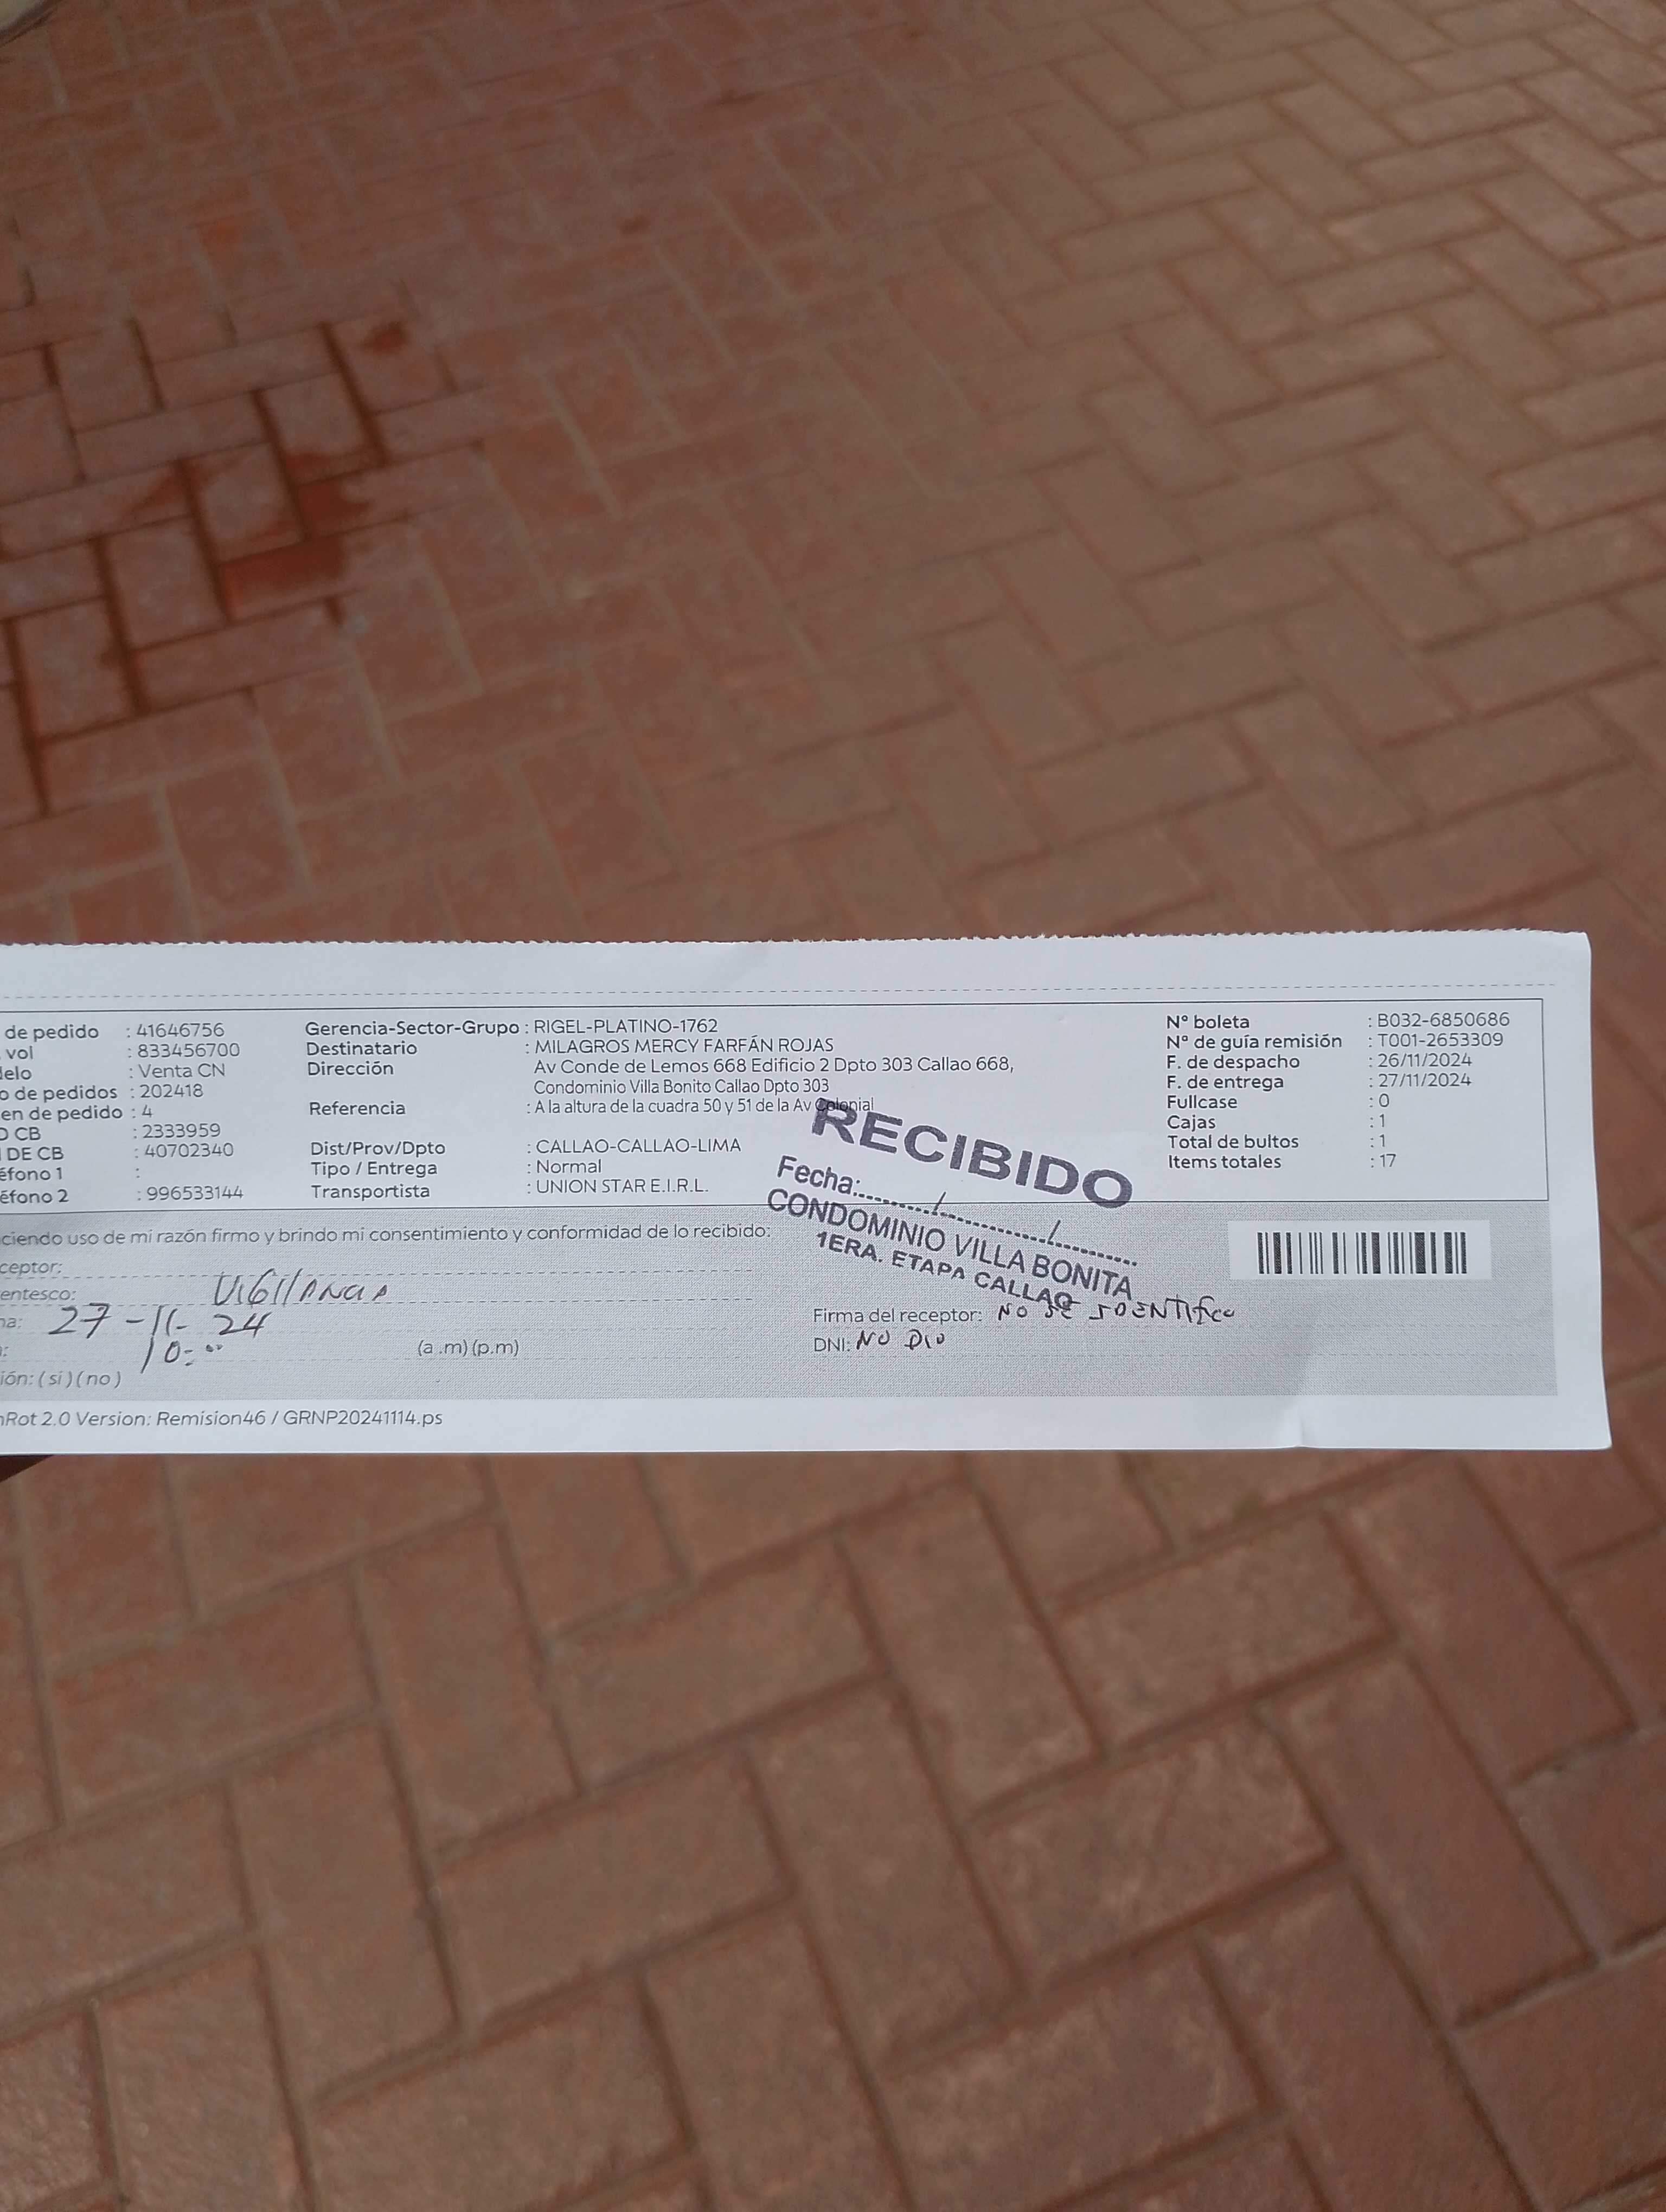 de pedido : 41646756
vol : 833456700
delo : Venta CN
o de pedidos : 202418
en de pedido : 4
O CB : 2333959
DE CB : 40702340
éfono 1 :
éfono 2 : 996533144
Gerencia-Sector-Grupo : RIGEL-PLATINO-1762
Destinatario : MILAGROS MERCY FARFÁN ROJAS
Dirección Av Conde de Lemos 668 Edificio 2 Dpto 303 Callao 668,
Condominio Villa Bonito Callao Dpto 303
Referencia : A la altura de la cuadra 50 y 51 de la Av Colonial
Dist/Prov/Dpto : CALLAO-CALLAO-LIMA
Tipo / Entrega : Normal
Transportista : UNION STAR E.I.R.L.
N° boleta : B032-6850686
N° de guía remisión : T001-2653309
F. de despacho : 26/11/2024
F. de entrega : 27/11/2024
Fullcase : 0
Cajas : 1
Total de bultos : 1
Items totales : 17
RECIBIDO
Fecha:......../......../........
CONDOMINIO VILLA BONITA
1ERA. ETAPA CALLAO
ciendo uso de mi razón firmo y brindo mi consentimiento y conformidad de lo recibido:
ceptor:
entesco: VIGIlANCIA
na: 27-11-24
: 10:00 (a .m) (p.m)
ión: ( si ) ( no )
Firma del receptor: NO SE IDENTIfico
DNI: NO DIO
nRot 2.0 Version: Remision46 / GRNP20241114.ps